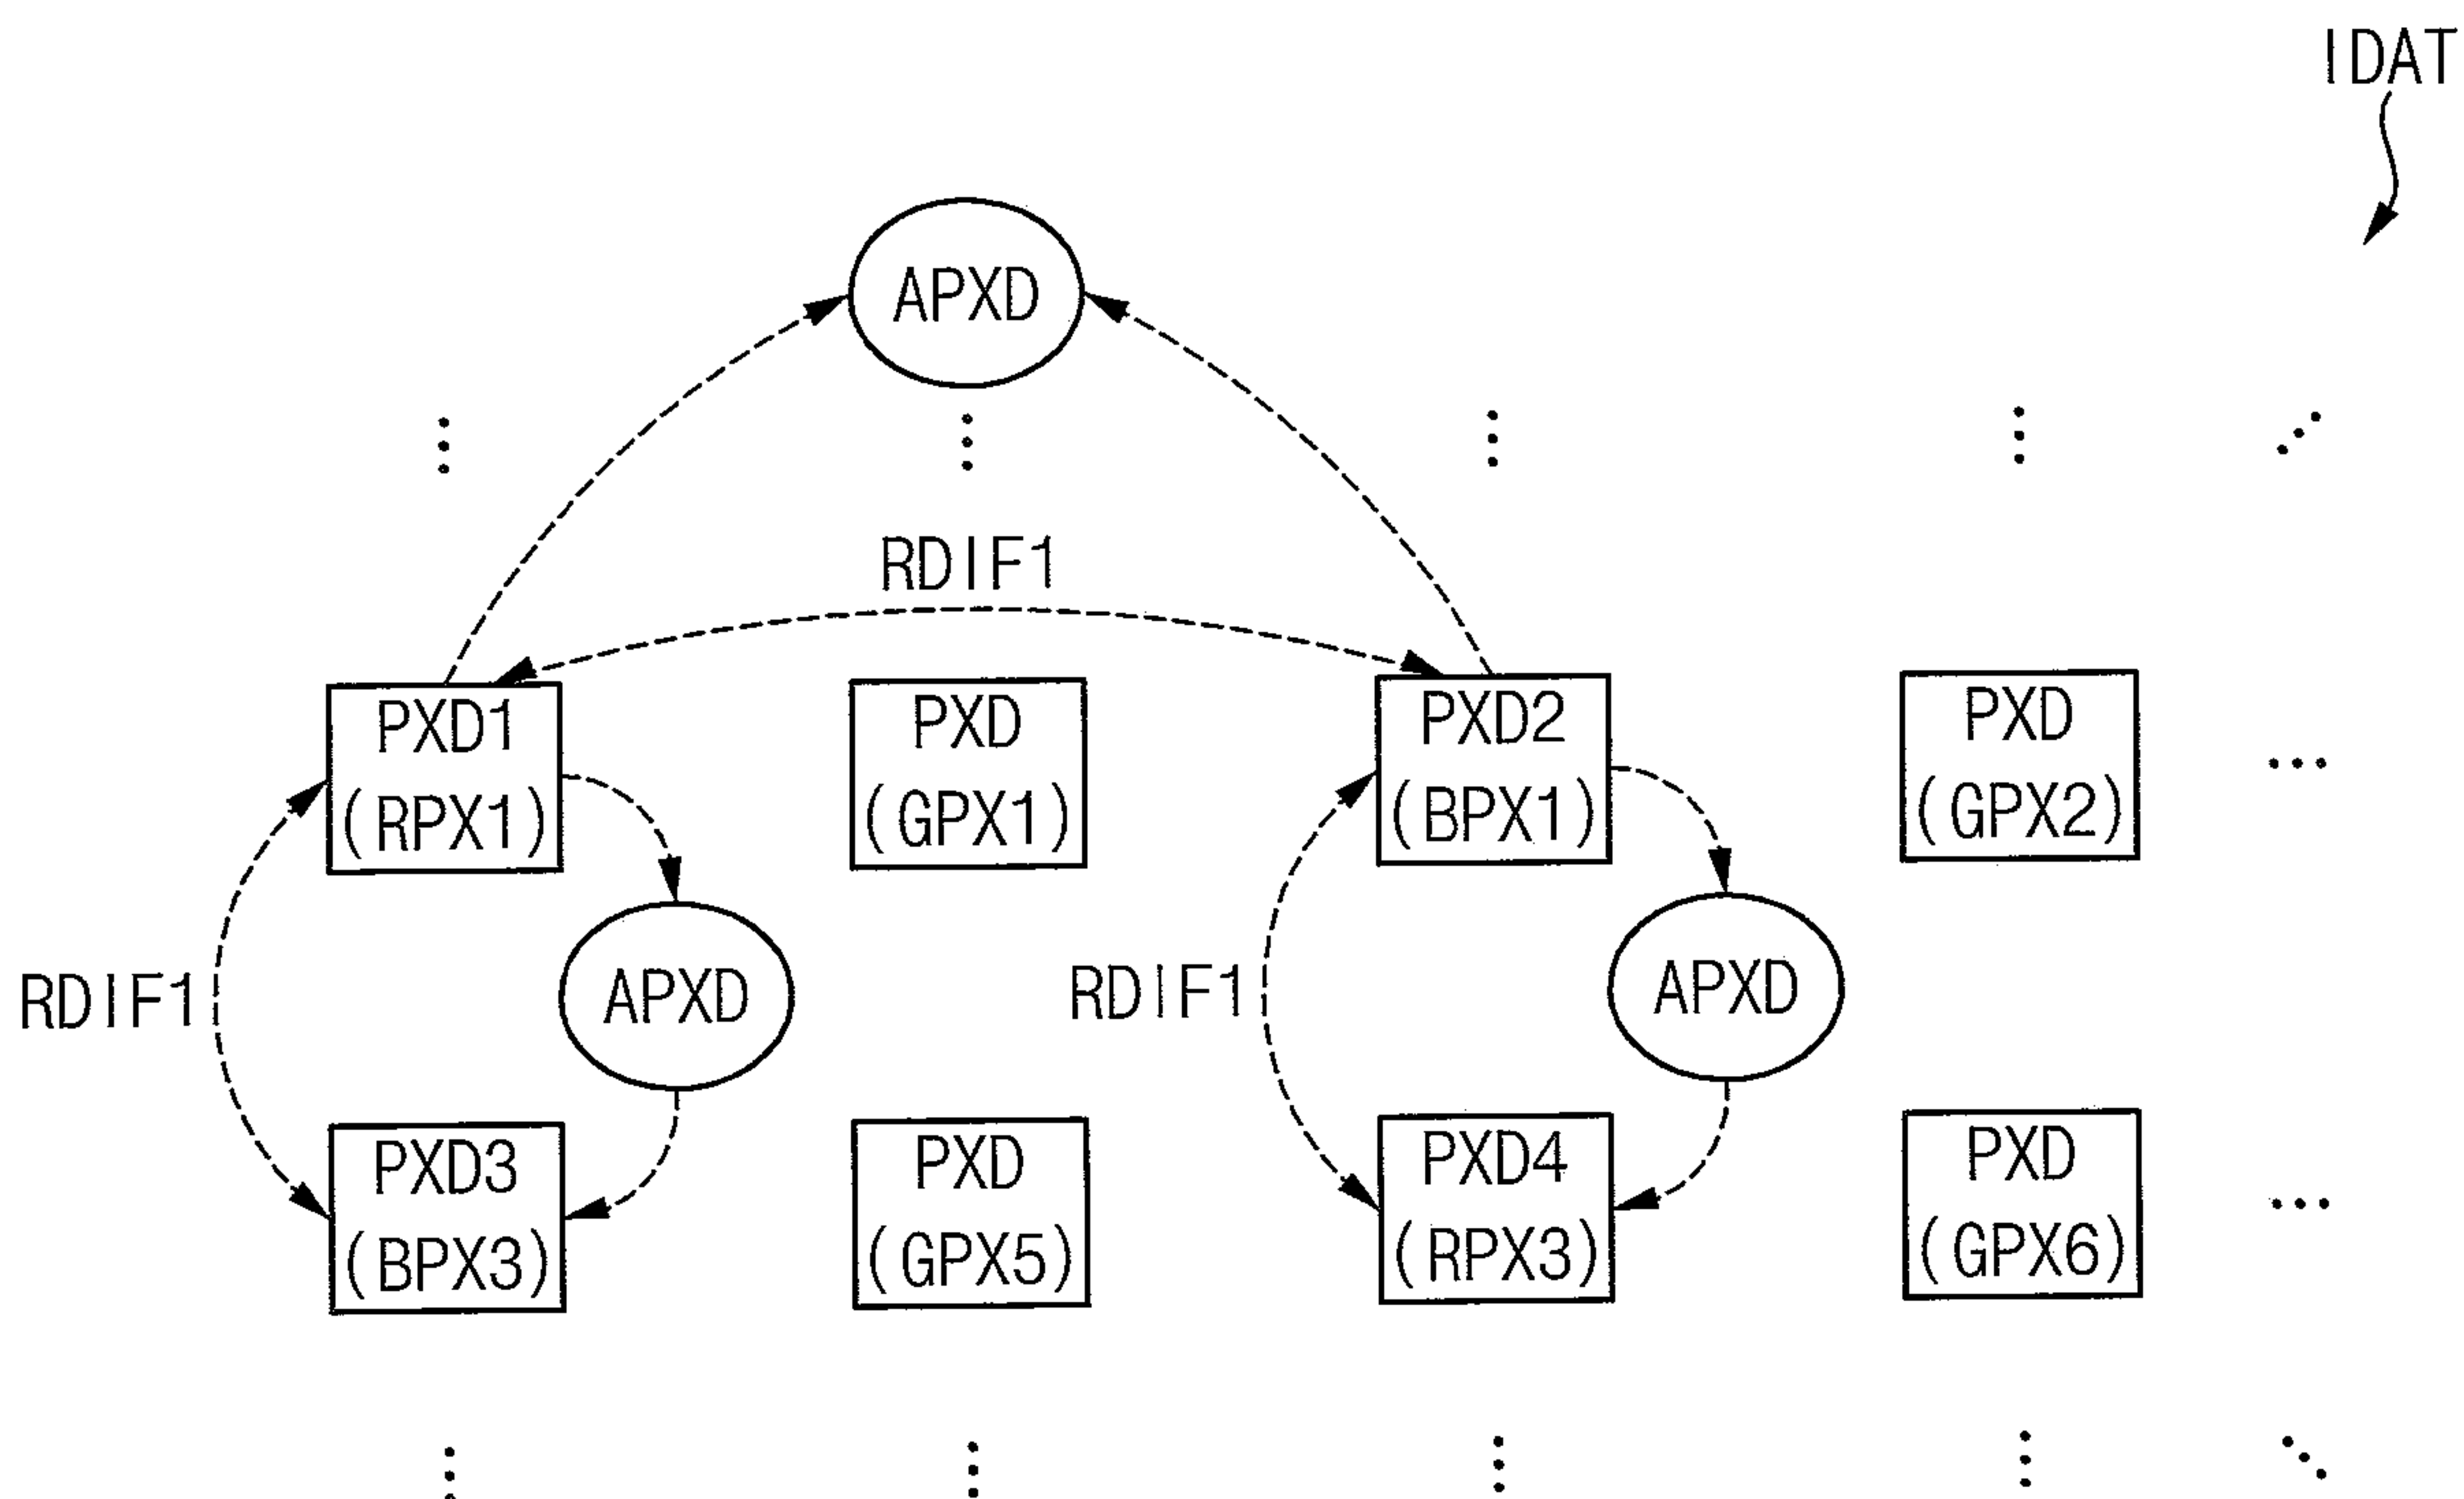 IDAT
APXD
RDIF1
PXD1
(RPX1)
PXD
(GPX1)
PXD2
(BPX1)
PXD
(GPX2)
RDIF1
APXD
RDIF1
APXD
PXD3
(BPX3)
PXD
(GPX5)
PXD4
(RPX3)
PXD
(GPX6)